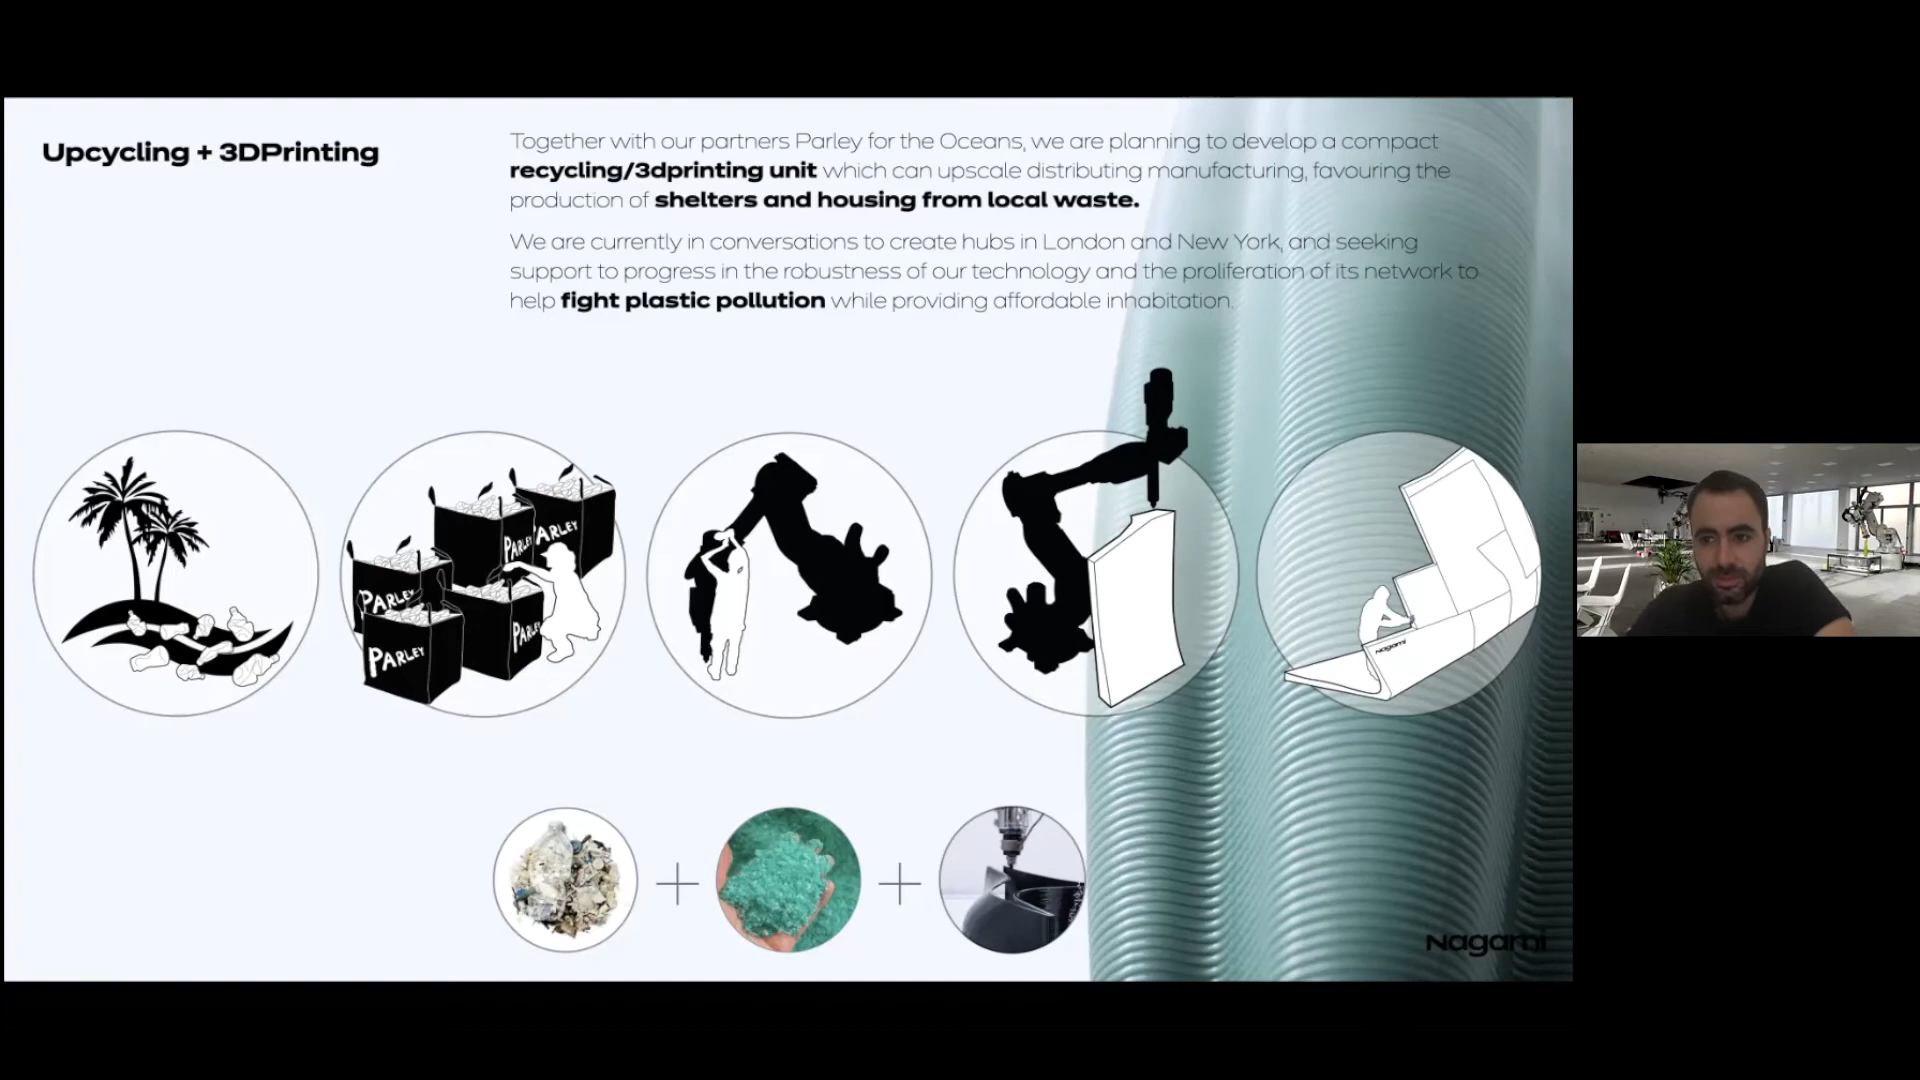 Upcycling + 3DPrinting
Together with our partners Parley for the Oceans, we are planning to develop a compact
recycling/3dprinting unit which can upscale distributing manufacturing, favouring the
production of shelters and housing from local waste.
We are currently in conversations to create hubs in London and New York, and seeking
support to progress in the robustness of our technology and the proliferation of its network to
help fight plastic pollution while providing affordable inhabitation.
PARLEY
PARLEY
PARLEY
PARLEY
PARLEY
Nagami
Nagami